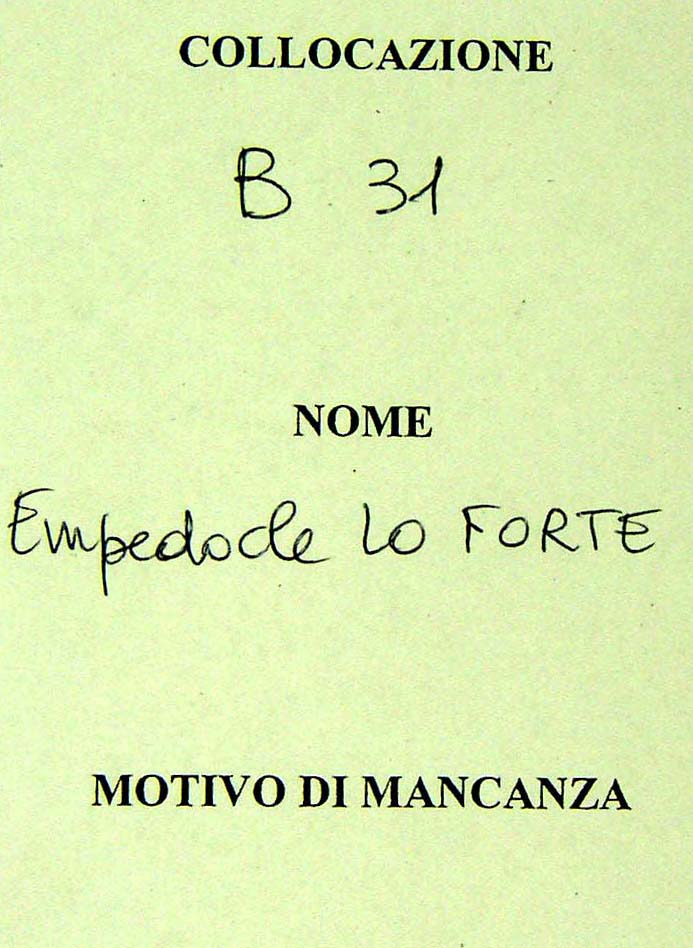 COLLOCAZIONE
B 31
NOME
Empedocle Lo FORTE
MOTIVO DI MANCANZA